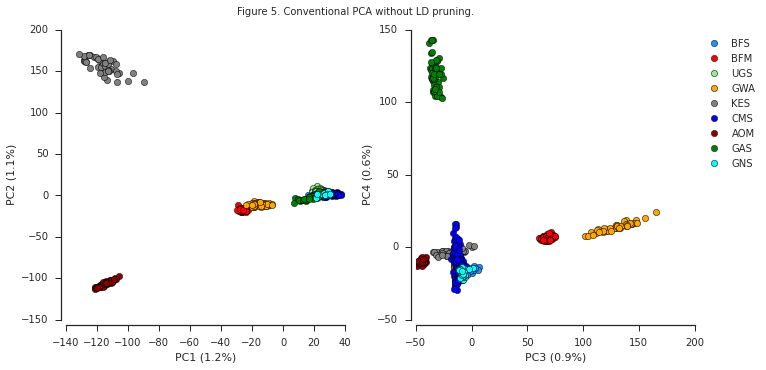 Figure 5. Conventional PCA without LD pruning.
200
150
100
50
0
−50
−100
−150
PC2 (1.1%)
−140 −120 −100 −80 −60 −40 −20 0 20 40
PC1 (1.2%)
150
100
50
0
−50
PC4 (0.6%)
−50 0 50 100 150 200
PC3 (0.9%)
BFS
BFM
UGS
GWA
KES
CMS
AOM
GAS
GNS